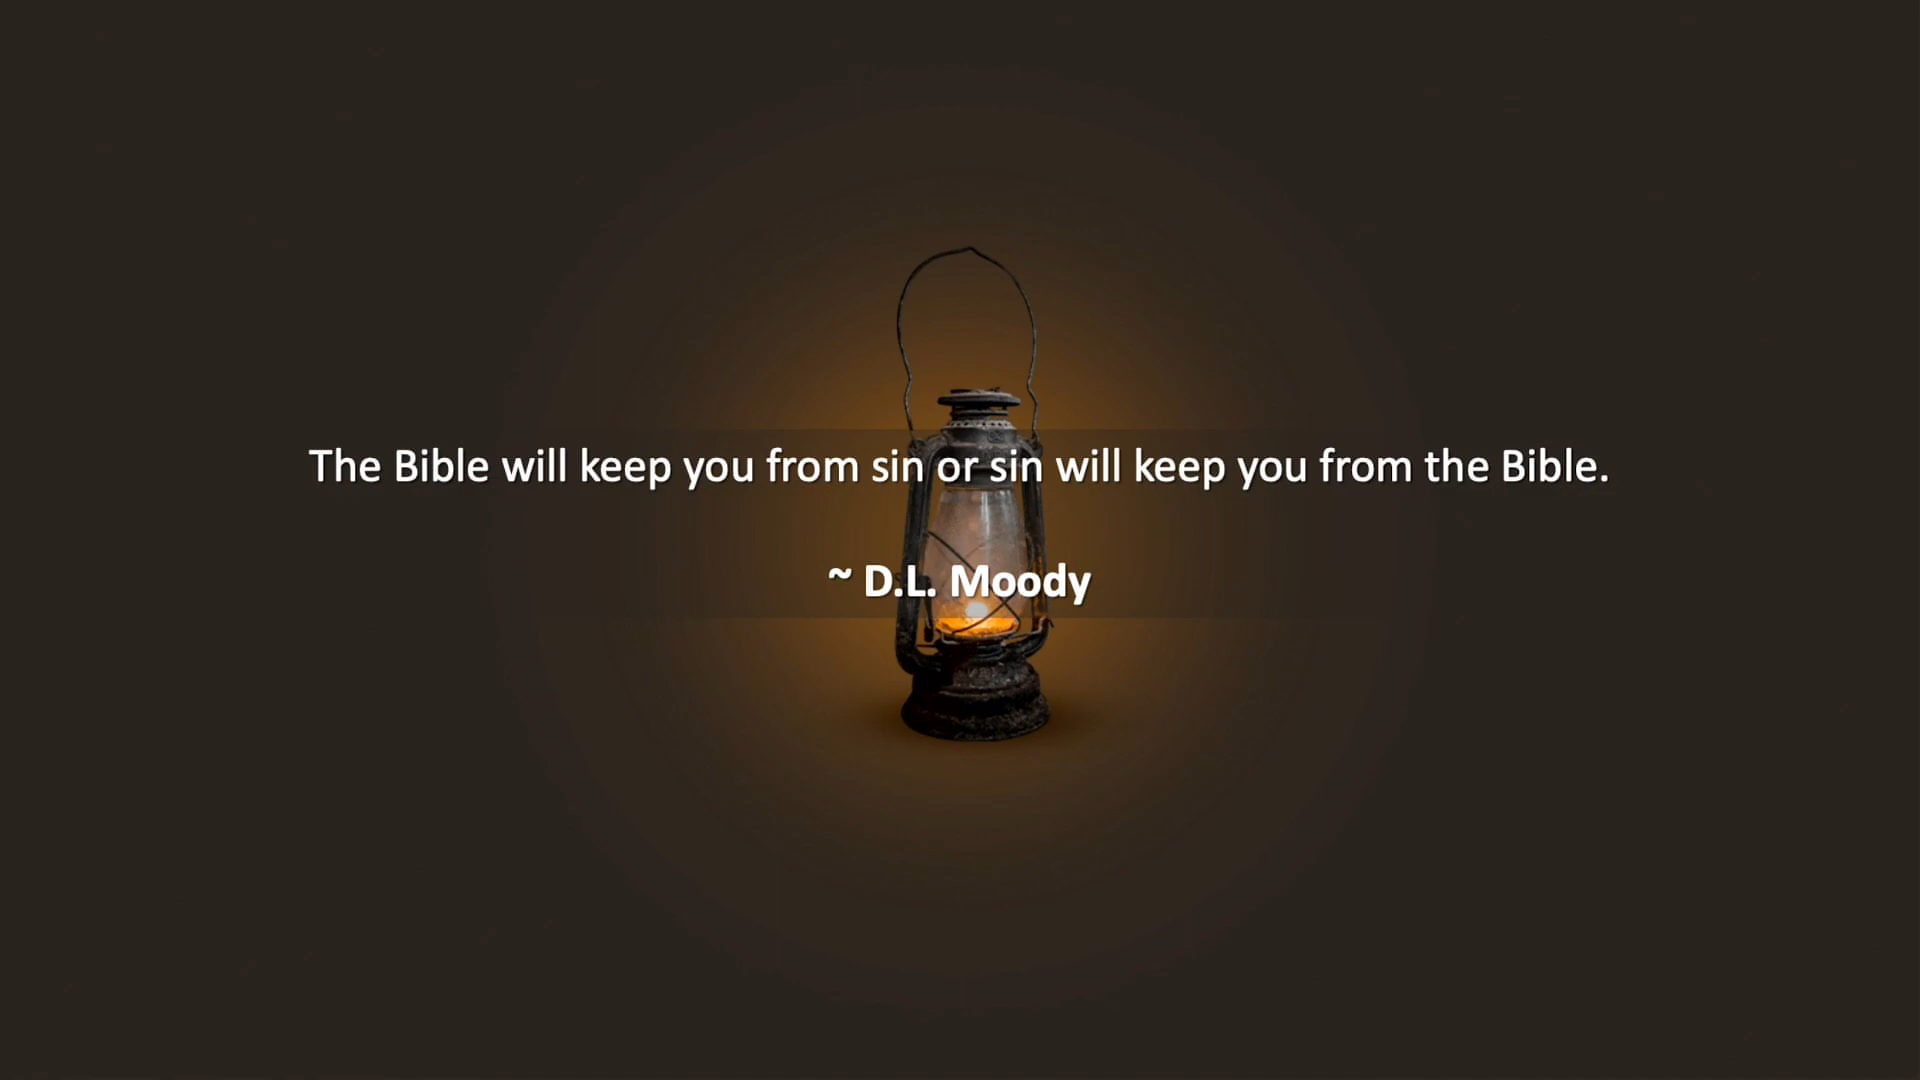 The Bible will keep you from sin or sin will keep you from the Bible.
~ D.L. Moody